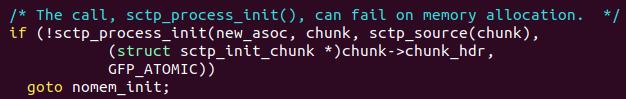 /* The call, sctp_process_init(), can fail on memory allocation.  */
if (!sctp_process_init(new_asoc, chunk, sctp_source(chunk),
(struct sctp_init_chunk *)chunk->chunk_hdr,
GFP_ATOMIC))
goto nomem_init;